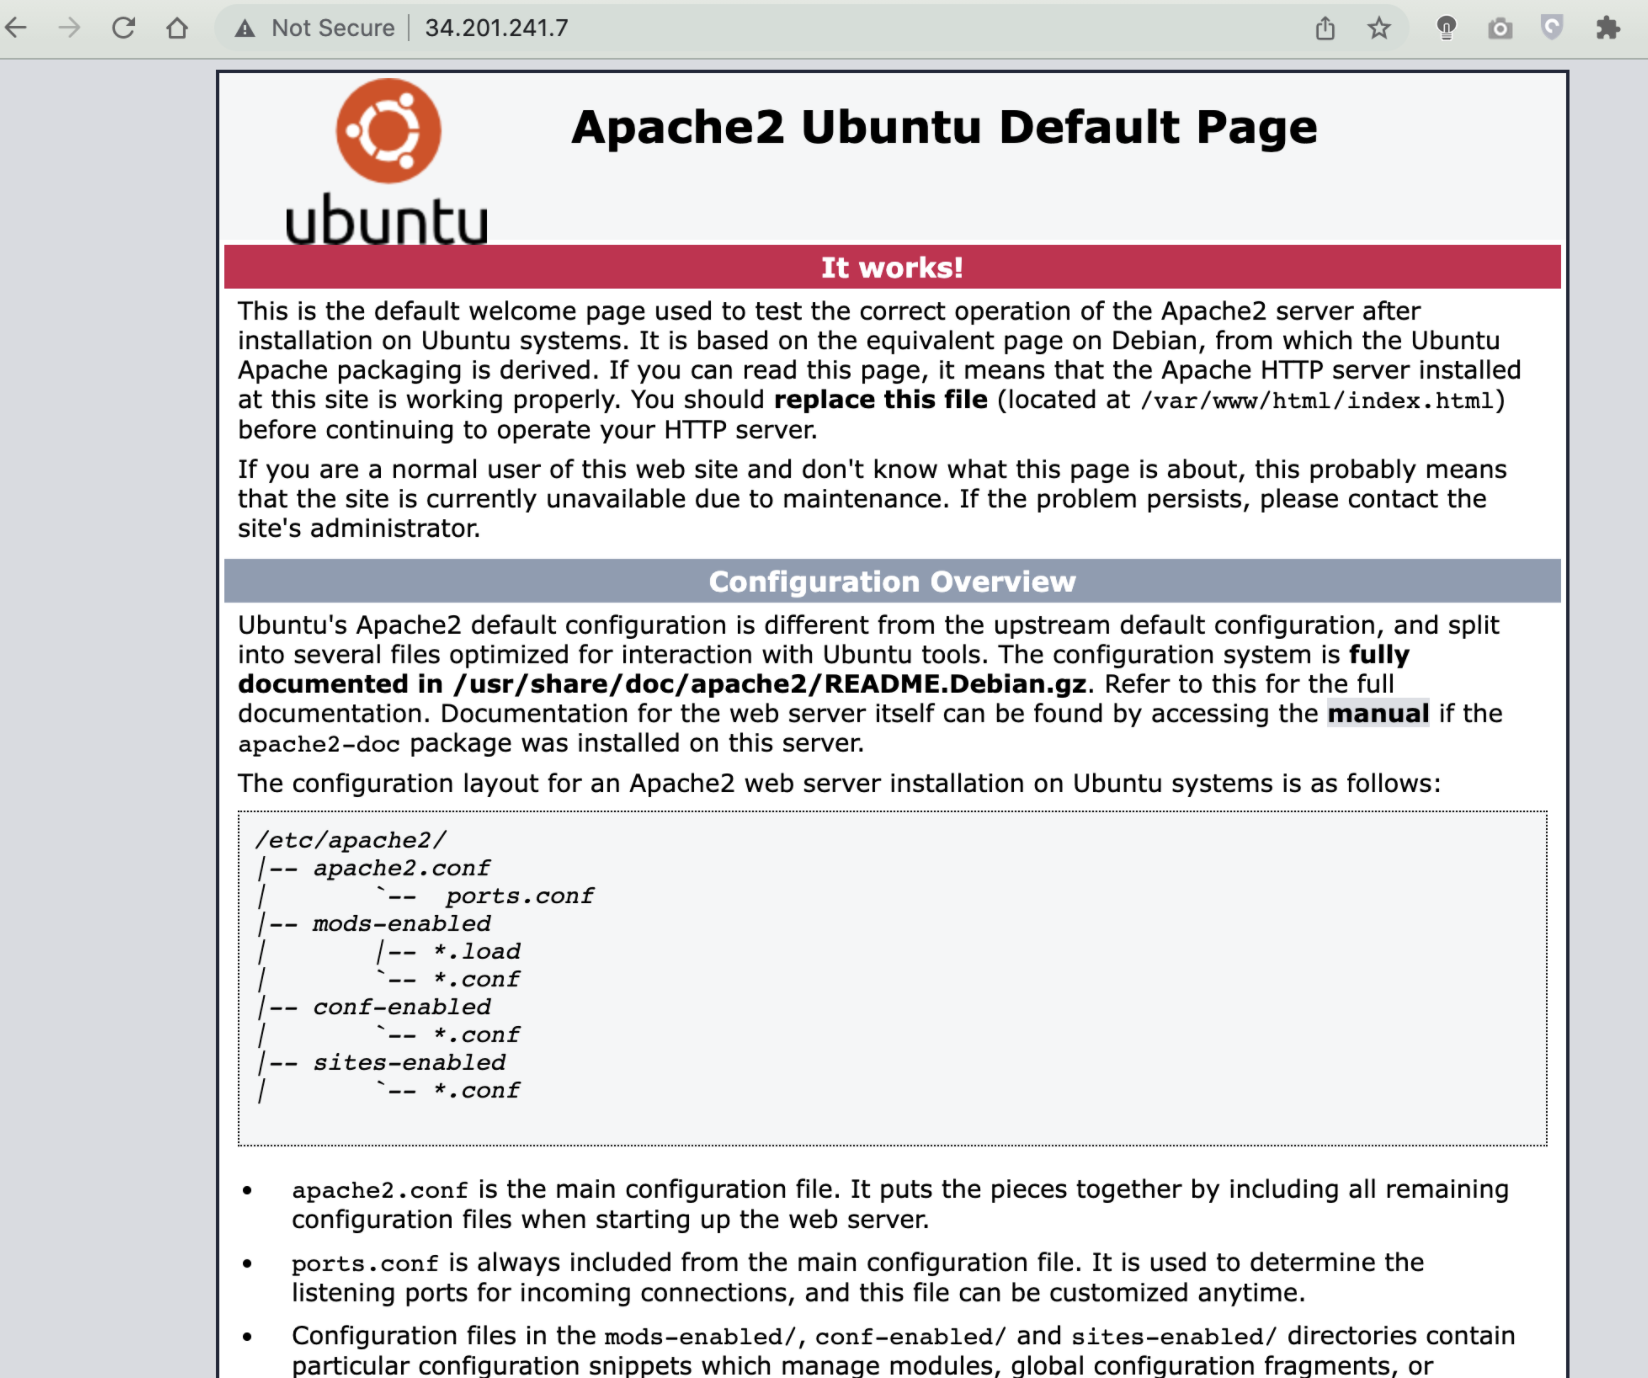 Not Secure | 34.201.241.7
ubuntu
Apache2 Ubuntu Default Page
It works!
This is the default welcome page used to test the correct operation of the Apache2 server after
installation on Ubuntu systems. It is based on the equivalent page on Debian, from which the Ubuntu
Apache packaging is derived. If you can read this page, it means that the Apache HTTP server installed
at this site is working properly. You should replace this file (located at /var/www/html/index.html)
before continuing to operate your HTTP server.
If you are a normal user of this web site and don't know what this page is about, this probably means
that the site is currently unavailable due to maintenance. If the problem persists, please contact the
site's administrator.
Configuration Overview
Ubuntu's Apache2 default configuration is different from the upstream default configuration, and split
into several files optimized for interaction with Ubuntu tools. The configuration system is fully
documented in /usr/share/doc/apache2/README.Debian.gz. Refer to this for the full
documentation. Documentation for the web server itself can be found by accessing the manual if the
apache2-doc package was installed on this server.
The configuration layout for an Apache2 web server installation on Ubuntu systems is as follows:
/etc/apache2/
|-- apache2.conf
|       `--  ports.conf
|-- mods-enabled
|       |-- *.load
|       `-- *.conf
|-- conf-enabled
|       `-- *.conf
|-- sites-enabled
|       `-- *.conf
• apache2.conf is the main configuration file. It puts the pieces together by including all remaining
configuration files when starting up the web server.
• ports.conf is always included from the main configuration file. It is used to determine the
listening ports for incoming connections, and this file can be customized anytime.
• Configuration files in the mods-enabled/, conf-enabled/ and sites-enabled/ directories contain
particular configuration snippets which manage modules, global configuration fragments, or